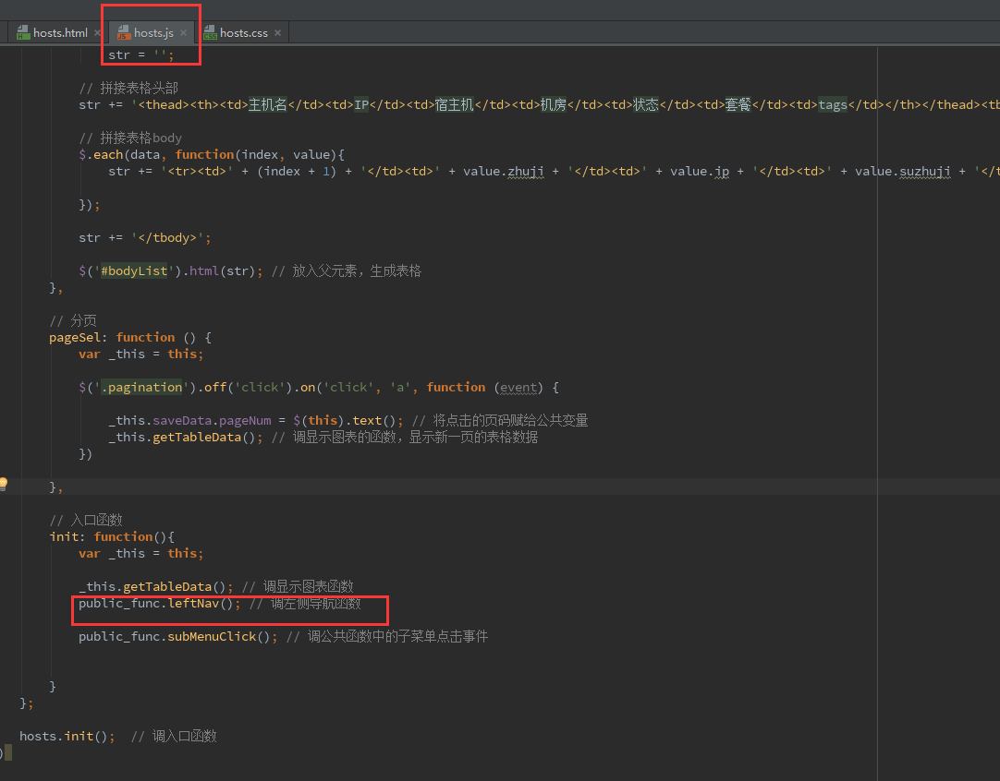 hosts.html × hosts.js × hosts.css ×
str = '';
// 拼接表格头部
str += '<thead><th><td>主机名</td><td>IP</td><td>宿主机</td><td>机房</td><td>状态</td><td>套餐</td><td>tags</td></th></thead><tb
// 拼接表格body
$.each(data, function(index, value){
str += '<tr><td>' + (index + 1) + '</td><td>' + value.zhuji + '</td><td>' + value.ip + '</td><td>' + value.suzhuji + '</t
});
str += '</tbody>';
$('#bodyList').html(str); // 放入父元素，生成表格
},
// 分页
pageSel: function () {
var _this = this;
$('.pagination').off('click').on('click', 'a', function (event) {
_this.saveData.pageNum = $(this).text(); // 将点击的页码赋给公共变量
_this.getTableData(); // 调显示图表的函数，显示新一页的表格数据
})
},
// 入口函数
init: function(){
var _this = this;
_this.getTableData(); // 调显示图表函数
public_func.leftNav(); // 调左侧导航函数
public_func.subMenuClick(); // 调公共函数中的子菜单点击事件
}
};
hosts.init(); // 调入口函数
)